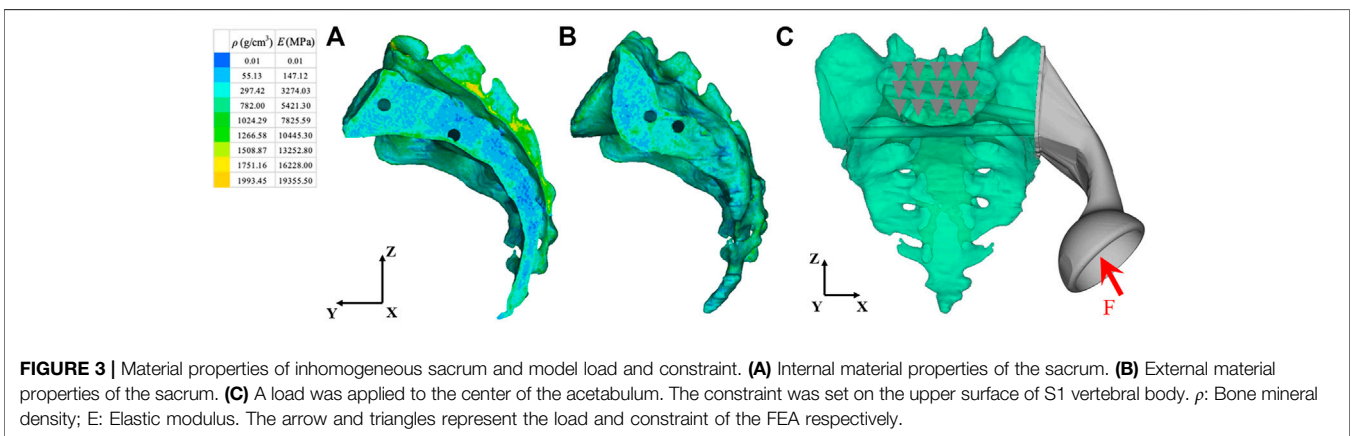 ρ (g/cm³) E (MPa)
0.01 0.01
55.13 147.12
297.42 3274.03
782.00 5421.30
1024.29 7825.59
1266.58 10445.30
1508.87 13252.80
1751.16 16228.00
1993.45 19355.50
A
Z
Y X
B
C
Z
Y X
F
FIGURE 3 | Material properties of inhomogeneous sacrum and model load and constraint. (A) Internal material properties of the sacrum. (B) External material
properties of the sacrum. (C) A load was applied to the center of the acetabulum. The constraint was set on the upper surface of S1 vertebral body. ρ: Bone mineral
density; E: Elastic modulus. The arrow and triangles represent the load and constraint of the FEA respectively.